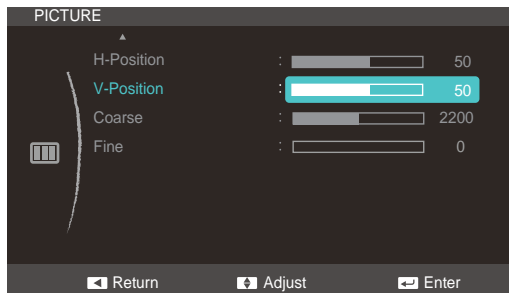 PICTURE
H-Position : 50
V-Position : 50
Coarse : 2200
Fine : 0
Return Adjust Enter